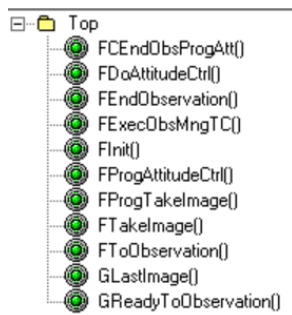 Top
FCEndObsProgAtt()
FDoAttitudeCtrl()
FEndObservation()
FExecObsMngTC()
FInit()
FProgAttitudeCtrl()
FProgTakeImage()
FTakeImage()
FToObservation()
GLastImage()
GReadyToObservation()